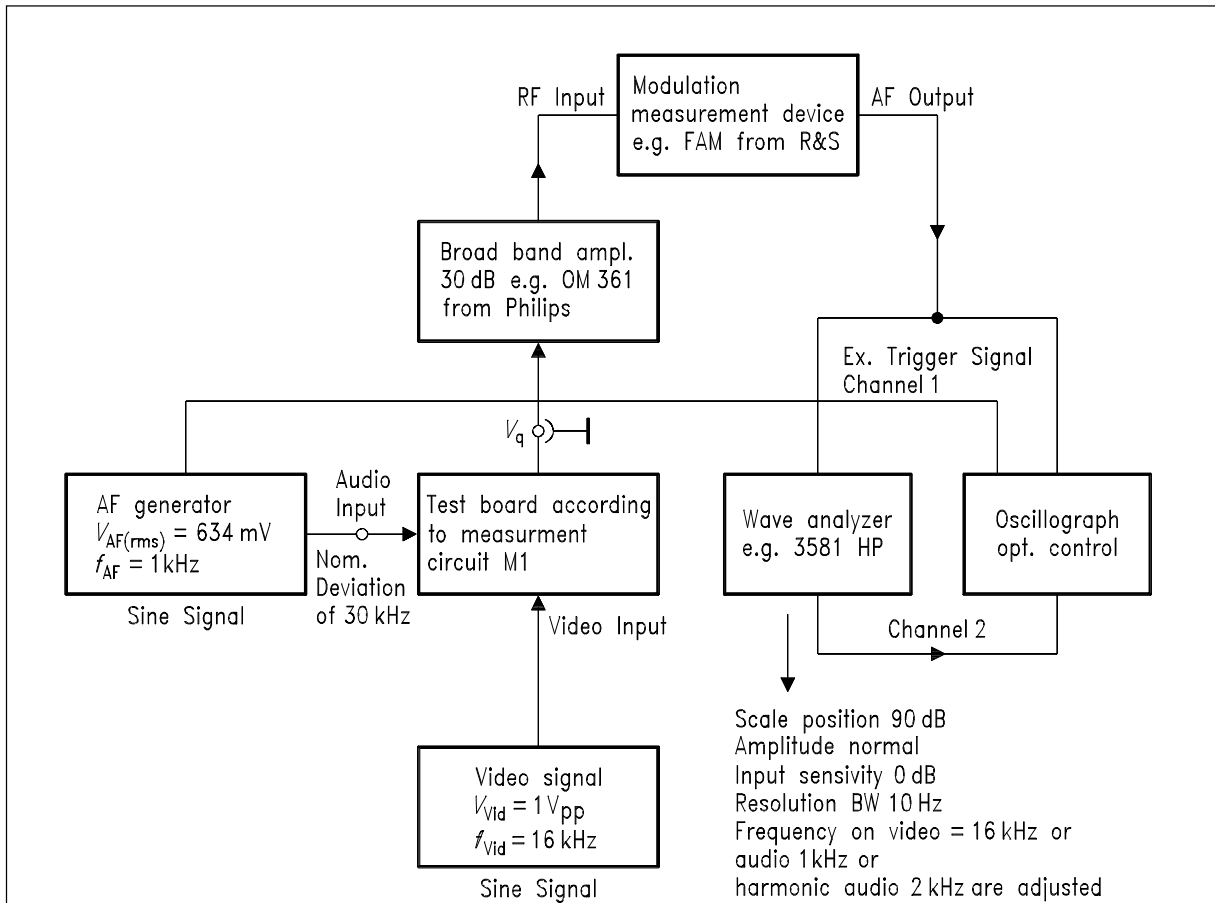 RF Input
Modulation
measurement device
e.g. FAM from R&S
AF Output
Broad band ampl.
30 dB e.g. OM 361
from Philips
Ex. Trigger Signal
Channel 1
Vq
AF generator
VAF(rms) = 634 mV
fAF = 1 kHz
Sine Signal
Audio
Input
Nom.
Deviation
of 30 kHz
Test board according
to measurment
circuit M1
Wave analyzer
e.g. 3581 HP
Oscillograph
opt. control
Video Input
Channel 2
Video signal
VVid = 1 Vpp
fVid = 16 kHz
Sine Signal
Scale position 90 dB
Amplitude normal
Input sensivity 0 dB
Resolution BW 10 Hz
Frequency on video = 16 kHz or
audio 1 kHz or
harmonic audio 2 kHz are adjusted